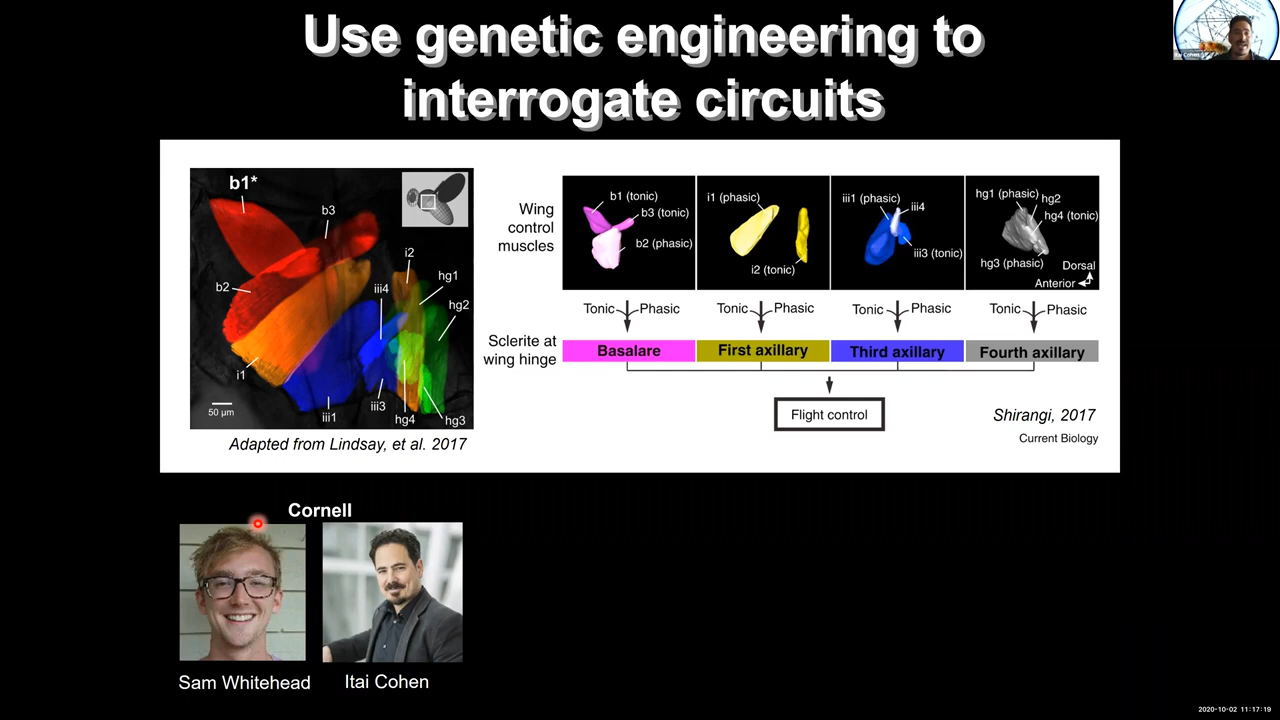 Use genetic engineering to
interrogate circuits
b1*
b3
b2
i2
hg1
iii4
hg2
i1
50 µm
iii1
iii3
hg4
hg3
Adapted from Lindsay, et al. 2017
Wing
control
muscles
b1 (tonic)
b3 (tonic)
b2 (phasic)
i1 (phasic)
i2 (tonic)
iii1 (phasic)
iii4
iii3 (tonic)
hg1 (phasic)
hg2
hg4 (tonic)
hg3 (phasic)
Dorsal
Anterior
Tonic Phasic
Tonic Phasic
Tonic Phasic
Tonic Phasic
Sclerite at
wing hinge
Basalare
First axillary
Third axillary
Fourth axillary
Flight control
Shirangi, 2017
Current Biology
Cornell
Sam Whitehead
Itai Cohen
Itai Cohen
2020-10-02 11:17:19